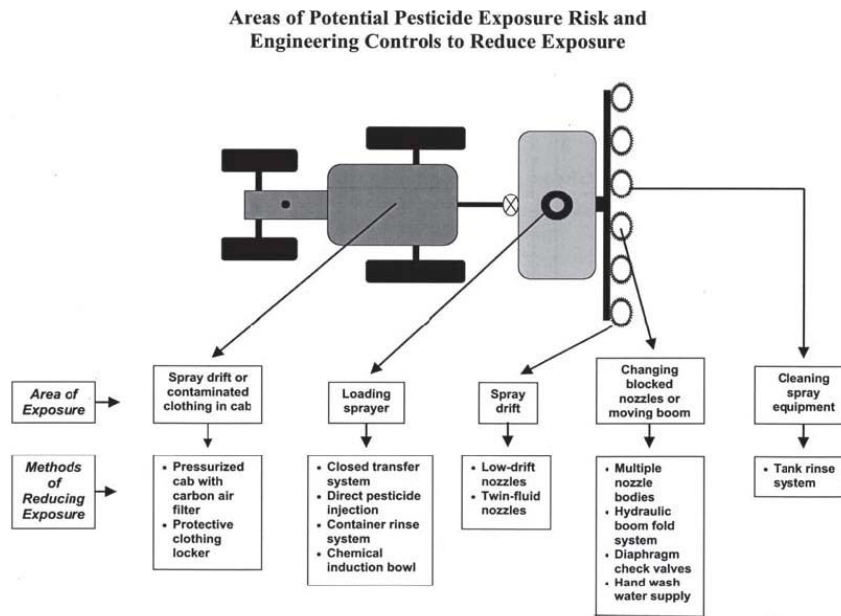 Areas of Potential Pesticide Exposure Risk and
Engineering Controls to Reduce Exposure
Area of
Exposure
Spray drift or
contaminated
clothing in cab
Loading
sprayer
Spray
drift
Changing
blocked
nozzles or
moving boom
Cleaning
spray
equipment
Methods
of
Reducing
Exposure
• Pressurized
cab with
carbon air
filter
• Protective
clothing
locker
• Closed transfer
system
• Direct pesticide
injection
• Container rinse
system
• Chemical
induction bowl
• Low-drift
nozzles
• Twin-fluid
nozzles
• Multiple
nozzle
bodies
• Hydraulic
boom fold
system
• Diaphragm
check valves
• Hand wash
water supply
• Tank rinse
system